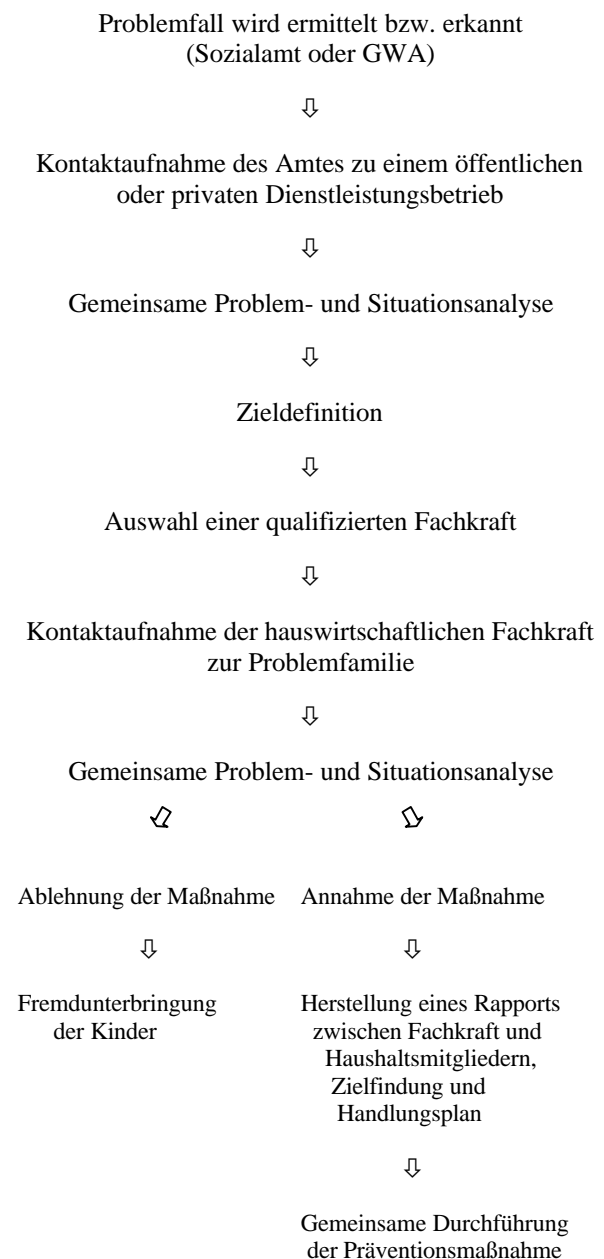 Problemfall wird ermittelt bzw. erkannt
(Sozialamt oder GWA)
⇩
Kontaktaufnahme des Amtes zu einem öffentlichen
oder privaten Dienstleistungsbetrieb
⇩
Gemeinsame Problem- und Situationsanalyse
⇩
Zieldefinition
⇩
Auswahl einer qualifizierten Fachkraft
⇩
Kontaktaufnahme der hauswirtschaftlichen Fachkraft
zur Problemfamilie
⇩
Gemeinsame Problem- und Situationsanalyse
Ablehnung der Maßnahme
⇩
Fremdunterbringung
der Kinder
Annahme der Maßnahme
⇩
Herstellung eines Rapports
zwischen Fachkraft und
Haushaltsmitgliedern,
Zielfindung und
Handlungsplan
⇩
Gemeinsame Durchführung
der Präventionsmaßnahme